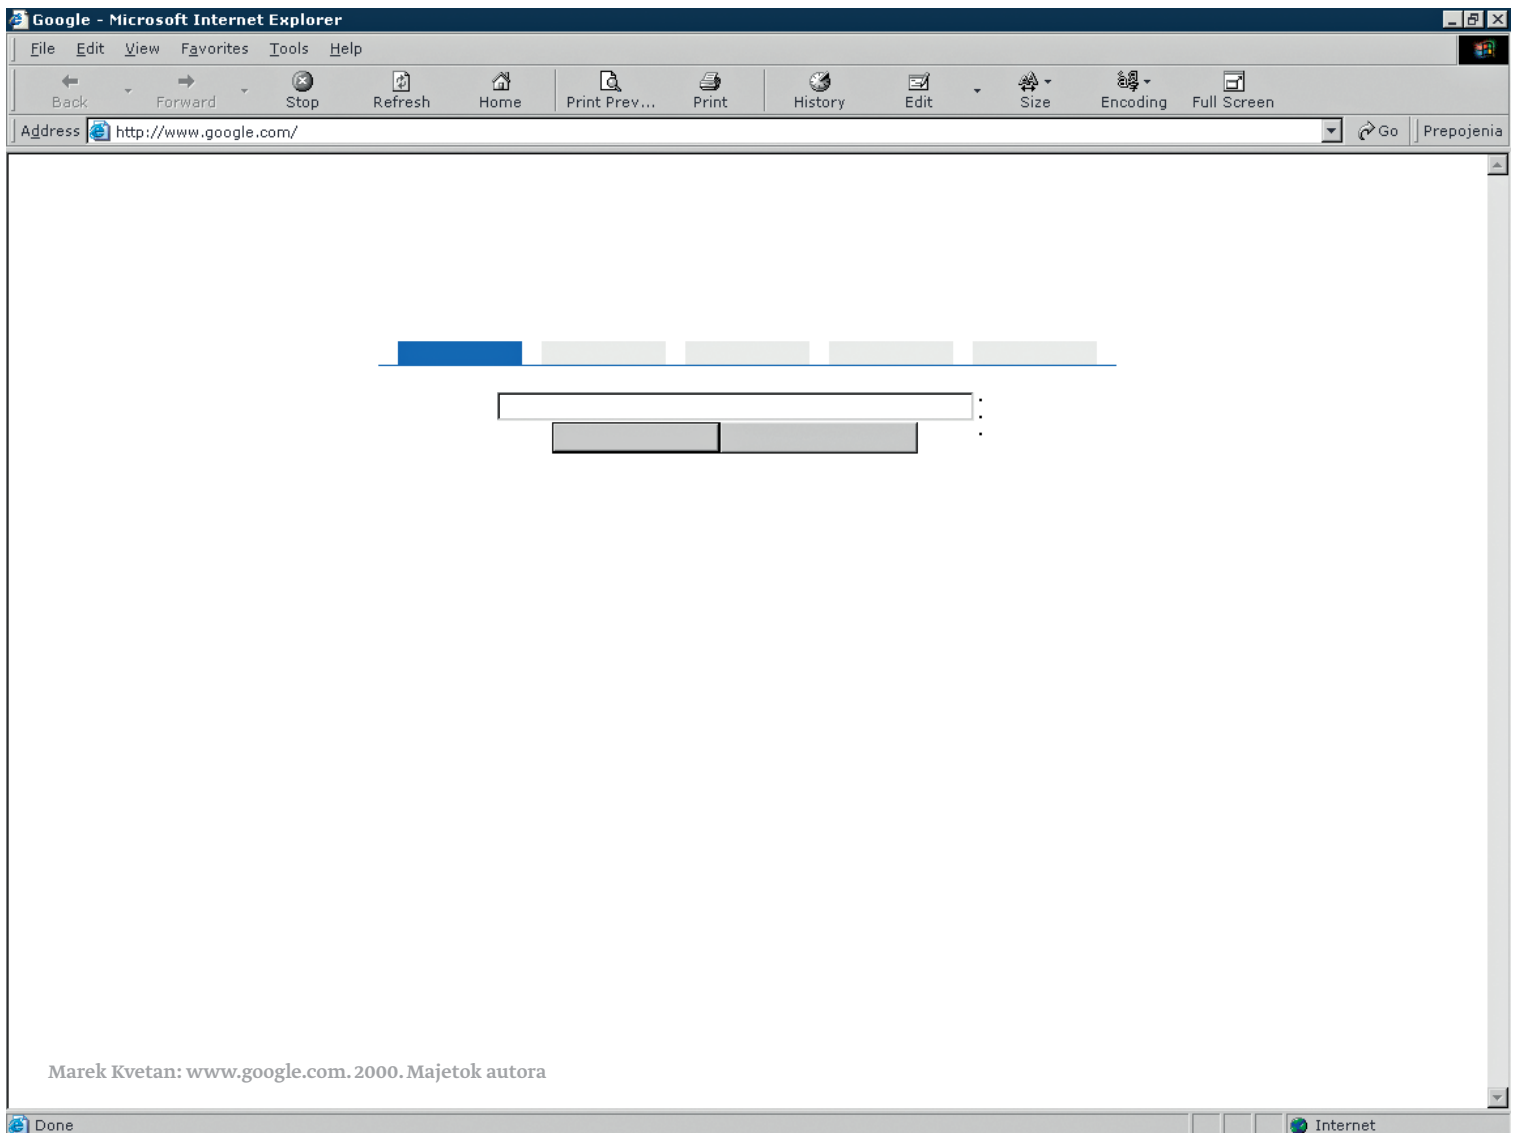 Google - Microsoft Internet Explorer
File Edit View Favorites Tools Help
Back Forward Stop Refresh Home Print Prev... Print History Edit Size Encoding Full Screen
Address http://www.google.com/ Go Prepojenia
Marek Kvetan: www.google.com. 2000. Majetok autora
Done Internet